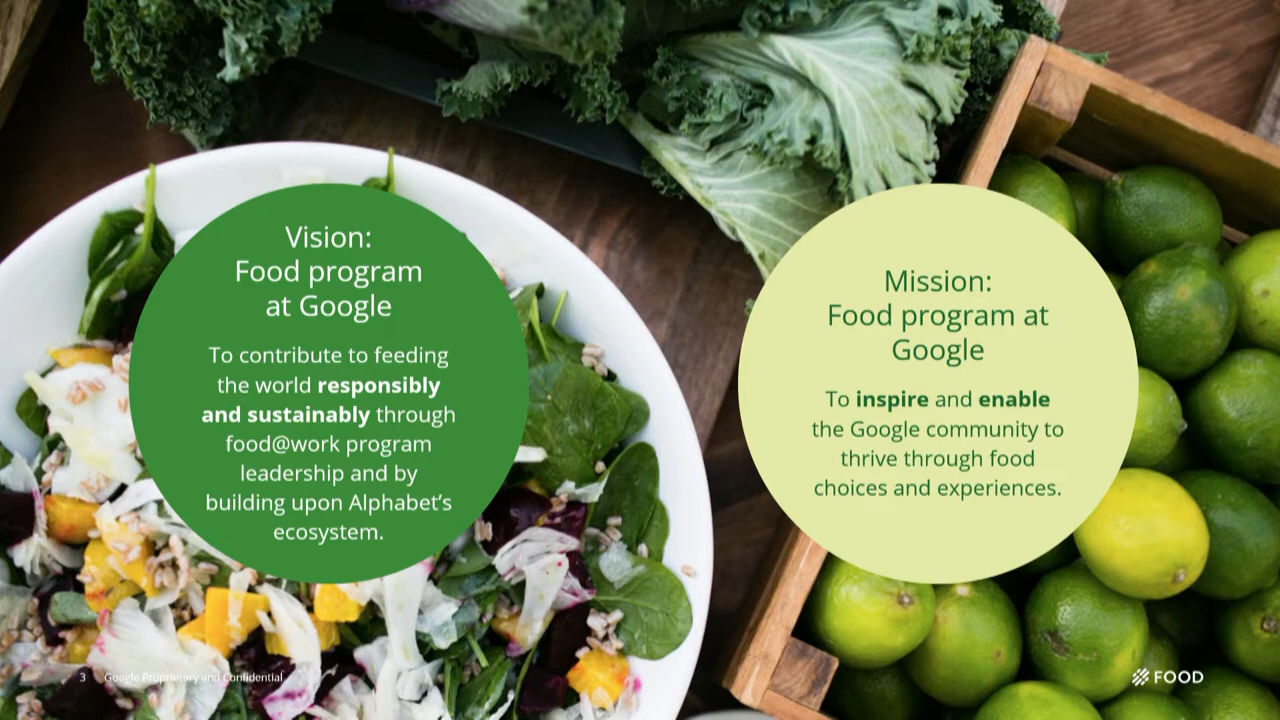 Vision:
Food program
at Google
To contribute to feeding
the world responsibly
and sustainably through
food@work program
leadership and by
building upon Alphabet's
ecosystem.
Mission:
Food program at
Google
To inspire and enable
the Google community to
thrive through food
choices and experiences.
3 Google Proprietary and Confidential
FOOD